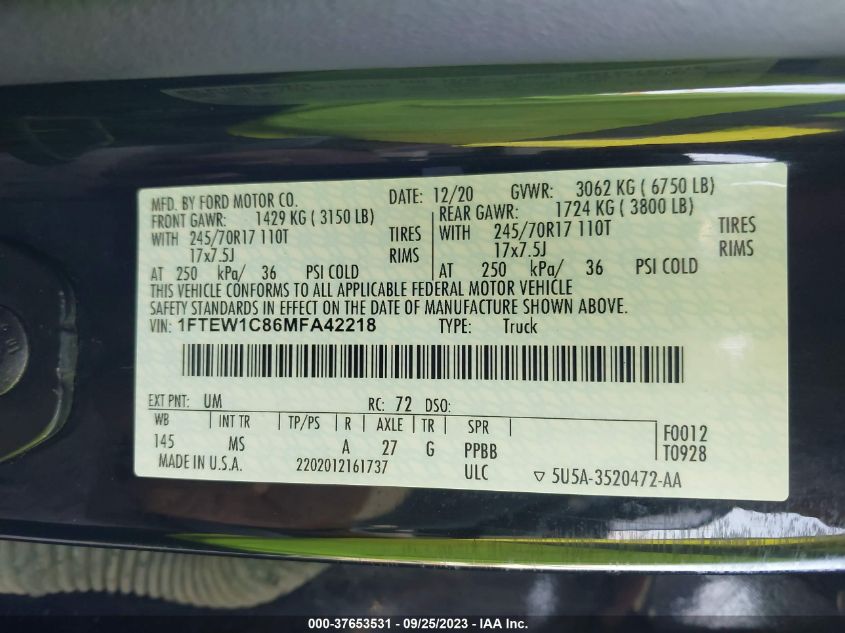 MFD. BY FORD MOTOR CO. DATE: 12/20 GVWR: 3062 KG ( 6750 LB)
FRONT GAWR: 1429 KG ( 3150 LB) REAR GAWR: 1724 KG ( 3800 LB)
WITH 245/70R17 110T TIRES WITH 245/70R17 110T TIRES
17x7.5J RIMS 17x7.5J RIMS
AT 250 kPa/ 36 PSI COLD AT 250 kPa/ 36 PSI COLD
THIS VEHICLE CONFORMS TO ALL APPLICABLE FEDERAL MOTOR VEHICLE
SAFETY STANDARDS IN EFFECT ON THE DATE OF MANUFACTURE SHOWN ABOVE.
VIN: 1FTEW1C86MFA42218 TYPE: Truck
EXT PNT: UM RC: 72 DSO:
WB INT TR TP/PS R AXLE TR SPR
145 MS A 27 G PPBB
F0012
T0928
MADE IN U.S.A. 2202012161737 ULC ▽ 5U5A-3520472-AA
000-37653531 - 09/25/2023 - IAA Inc.